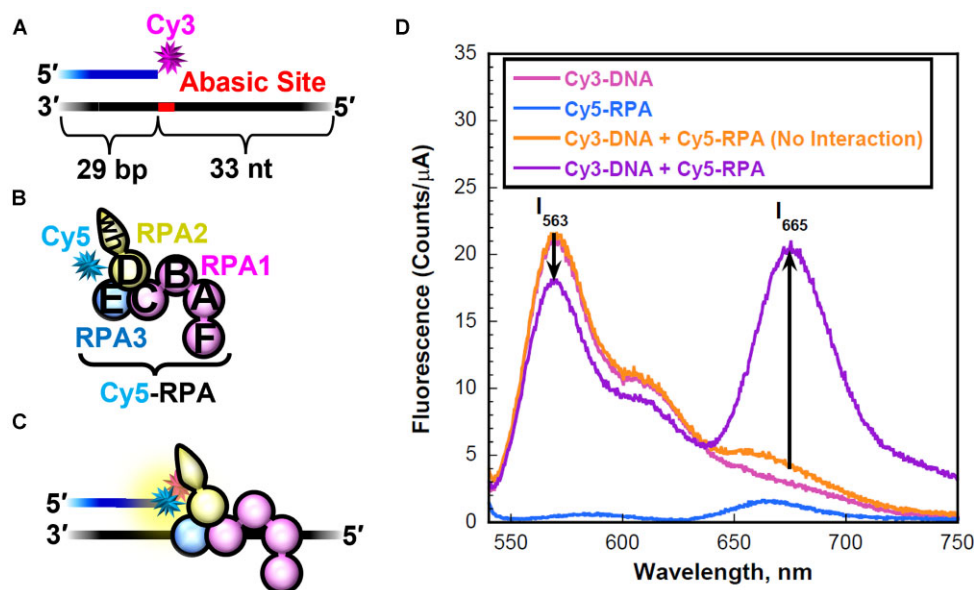 A
Cy3
5′
Abasic Site
3′
5′
29 bp
33 nt
B
Cy5
wh
RPA2
D
B
RPA1
E
C
A
RPA3
F
Cy5-RPA
C
5′
3′
5′
D
Fluorescence (Counts/μA)
35
30
25
20
15
10
5
0
Cy3-DNA
Cy5-RPA
Cy3-DNA + Cy5-RPA (No Interaction)
Cy3-DNA + Cy5-RPA
I563
I665
550
600
650
700
750
Wavelength, nm